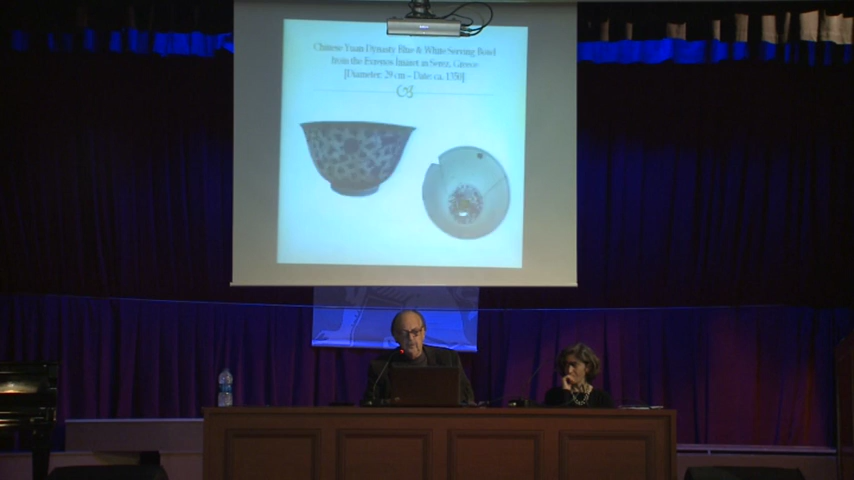 Chinese Yuan Dynasty Blue & White Serving Bowl
from the Evrenos Imaret in Serez, Greece
[Diameter: 29 cm – Date: ca. 1350]